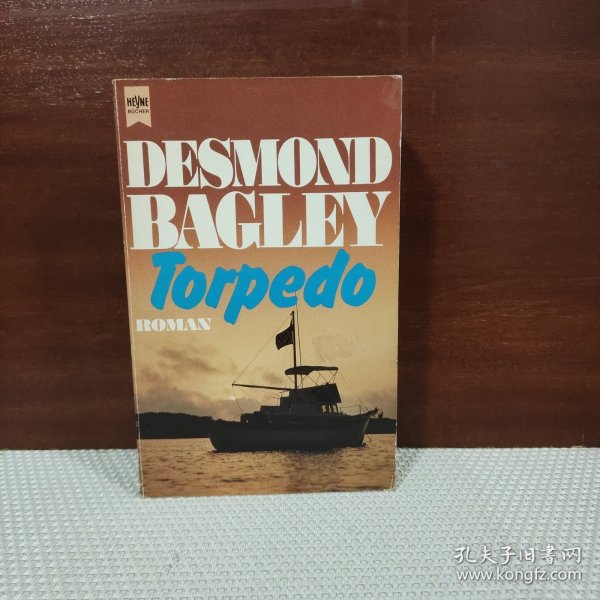 HEYNE
BÜCHER
DESMOND
BAGLEY
Torpedo
ROMAN
孔夫子旧书网
www.kongfz.com